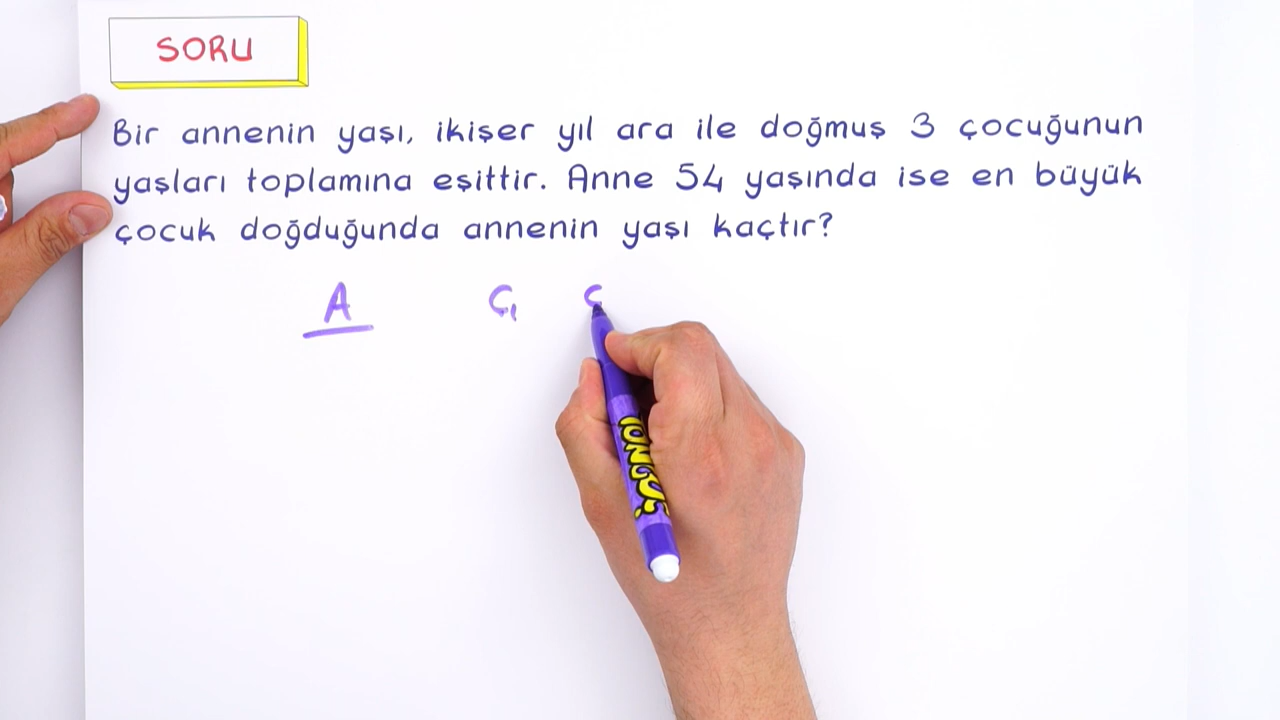 SORU
Bir annenin yaşı, ikişer yıl ara ile doğmuş 3 çocuğunun
yaşları toplamına eşittir. Anne 54 yaşında ise en büyük
çocuk doğduğunda annenin yaşı kaçtır?
A Ç₁ Ç
TONGUÇ